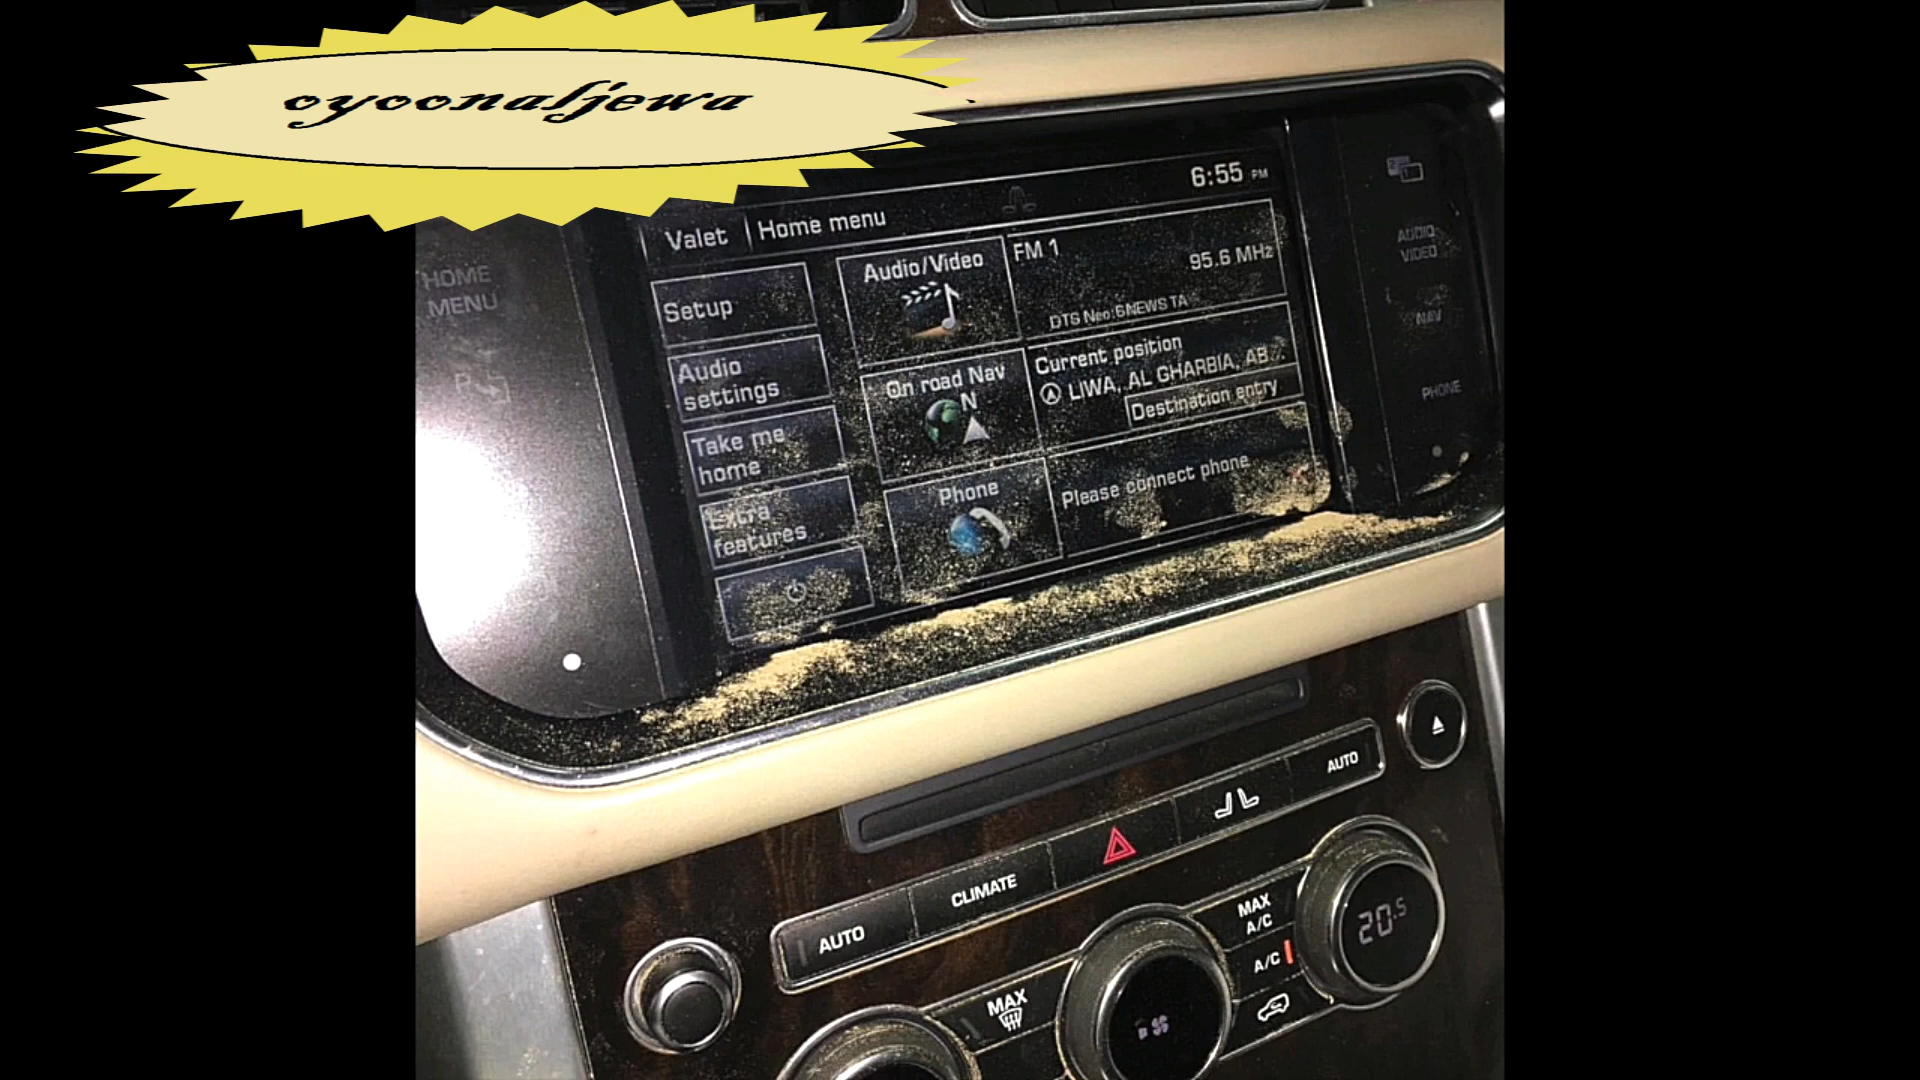 oyoonaljewa
6:55 PM
Valet
Home menu
HOME
MENU
Setup
Audio
settings
Take me
home
Extra
features
Audio/Video
On road Nav
N
Phone
FM 1
95.6 MHz
DTS Neo:6 NEWS TA
Current position
LIWA, AL GHARBIA, AB...
Destination entry
Please connect phone
AUDIO
VIDEO
NAV
PHONE
AUTO
CLIMATE
AUTO
MAX
MAX
A/C
A/C
20.5